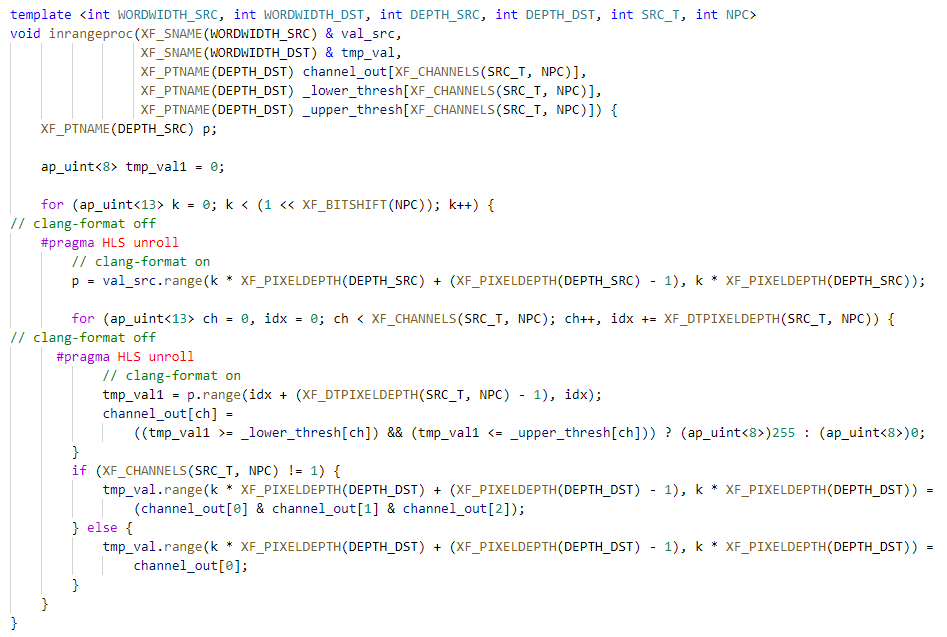 template <int WORDWIDTH_SRC, int WORDWIDTH_DST, int DEPTH_SRC, int DEPTH_DST, int SRC_T, int NPC>
void inrangeproc(XF_SNAME(WORDWIDTH_SRC) & val_src,
                 XF_SNAME(WORDWIDTH_DST) & tmp_val,
                 XF_PTNAME(DEPTH_DST) channel_out[XF_CHANNELS(SRC_T, NPC)],
                 XF_PTNAME(DEPTH_DST) _lower_thresh[XF_CHANNELS(SRC_T, NPC)],
                 XF_PTNAME(DEPTH_DST) _upper_thresh[XF_CHANNELS(SRC_T, NPC)]) {
    XF_PTNAME(DEPTH_SRC) p;

    ap_uint<8> tmp_val1 = 0;

    for (ap_uint<13> k = 0; k < (1 << XF_BITSHIFT(NPC)); k++) {
// clang-format off
    #pragma HLS unroll
        // clang-format on
        p = val_src.range(k * XF_PIXELDEPTH(DEPTH_SRC) + (XF_PIXELDEPTH(DEPTH_SRC) - 1), k * XF_PIXELDEPTH(DEPTH_SRC));

        for (ap_uint<13> ch = 0, idx = 0; ch < XF_CHANNELS(SRC_T, NPC); ch++, idx += XF_DTPIXELDEPTH(SRC_T, NPC)) {
// clang-format off
      #pragma HLS unroll
            // clang-format on
            tmp_val1 = p.range(idx + (XF_DTPIXELDEPTH(SRC_T, NPC) - 1), idx);
            channel_out[ch] =
                ((tmp_val1 >= _lower_thresh[ch]) && (tmp_val1 <= _upper_thresh[ch])) ? (ap_uint<8>)255 : (ap_uint<8>)0;
        }
        if (XF_CHANNELS(SRC_T, NPC) != 1) {
            tmp_val.range(k * XF_PIXELDEPTH(DEPTH_DST) + (XF_PIXELDEPTH(DEPTH_DST) - 1), k * XF_PIXELDEPTH(DEPTH_DST)) =
                (channel_out[0] & channel_out[1] & channel_out[2]);
        } else {
            tmp_val.range(k * XF_PIXELDEPTH(DEPTH_DST) + (XF_PIXELDEPTH(DEPTH_DST) - 1), k * XF_PIXELDEPTH(DEPTH_DST)) =
                channel_out[0];
        }
    }
}